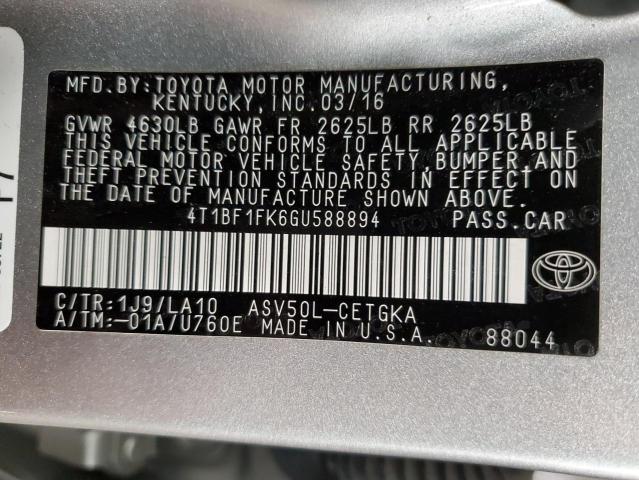 MFD.BY:TOYOTA MOTOR MANUFACTURING,
KENTUCKY,INC.03/16
GVWR 4630LB GAWR FR 2625LB RR 2625LB
THIS VEHICLE CONFORMS TO ALL APPLICABLE
FEDERAL MOTOR VEHICLE SAFETY,BUMPER,AND
THEFT PREVENTION STANDARDS IN EFFECT ON
THE DATE OF MANUFACTURE SHOWN ABOVE.
4T1BF1FK6GU588894 PASS.CAR
C/TR:1J9/LA10 ASV50L-CETGKA
A/TM:-01A/U760E MADE IN U.S.A.
88044